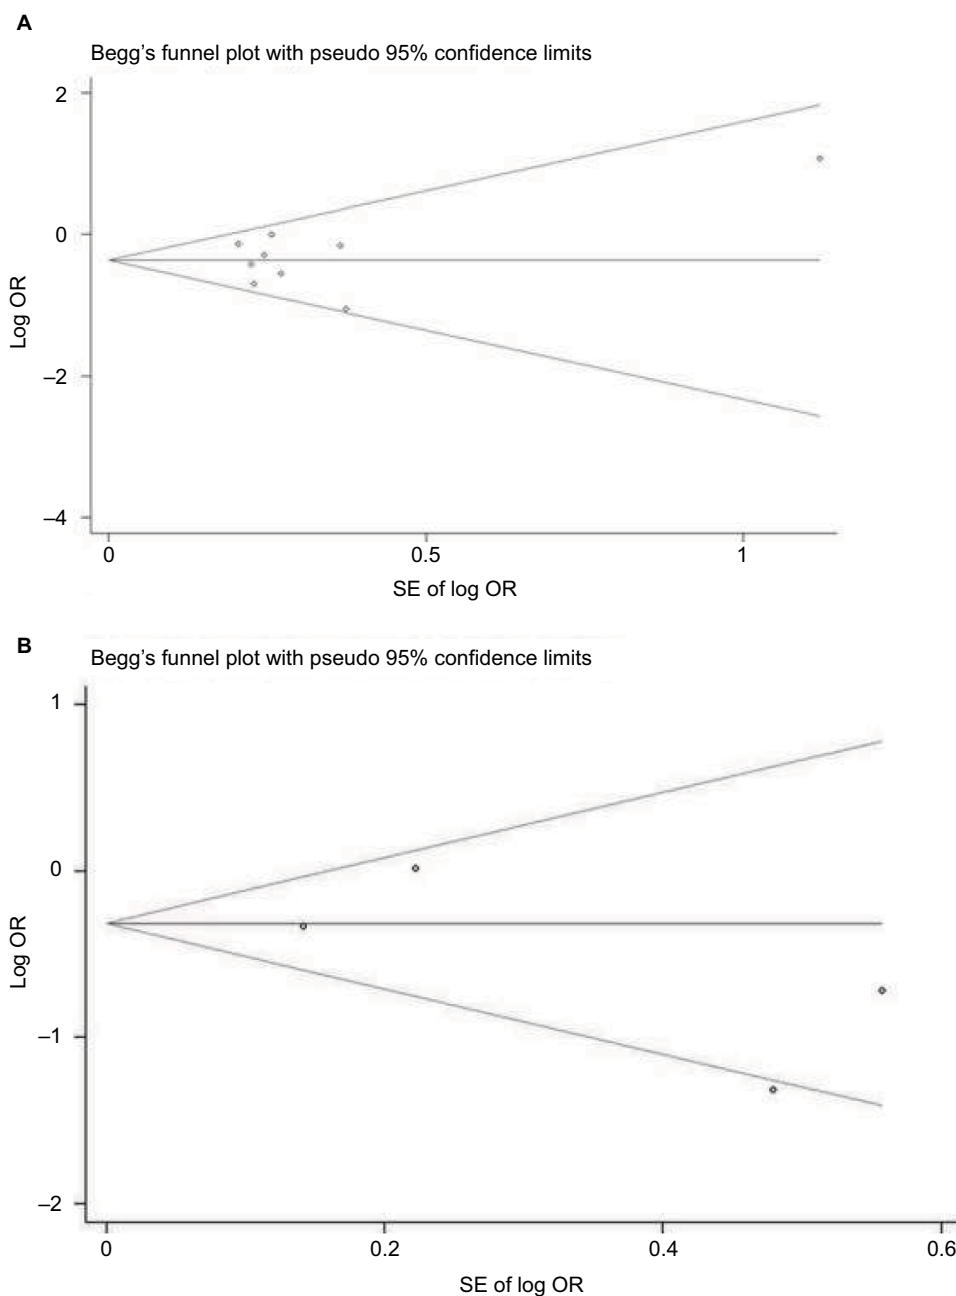 A
Begg’s funnel plot with pseudo 95% confidence limits
2
0
–2
–4
Log OR
0 0.5 1
SE of log OR
B
Begg’s funnel plot with pseudo 95% confidence limits
1
0
–1
–2
Log OR
0 0.2 0.4 0.6
SE of log OR